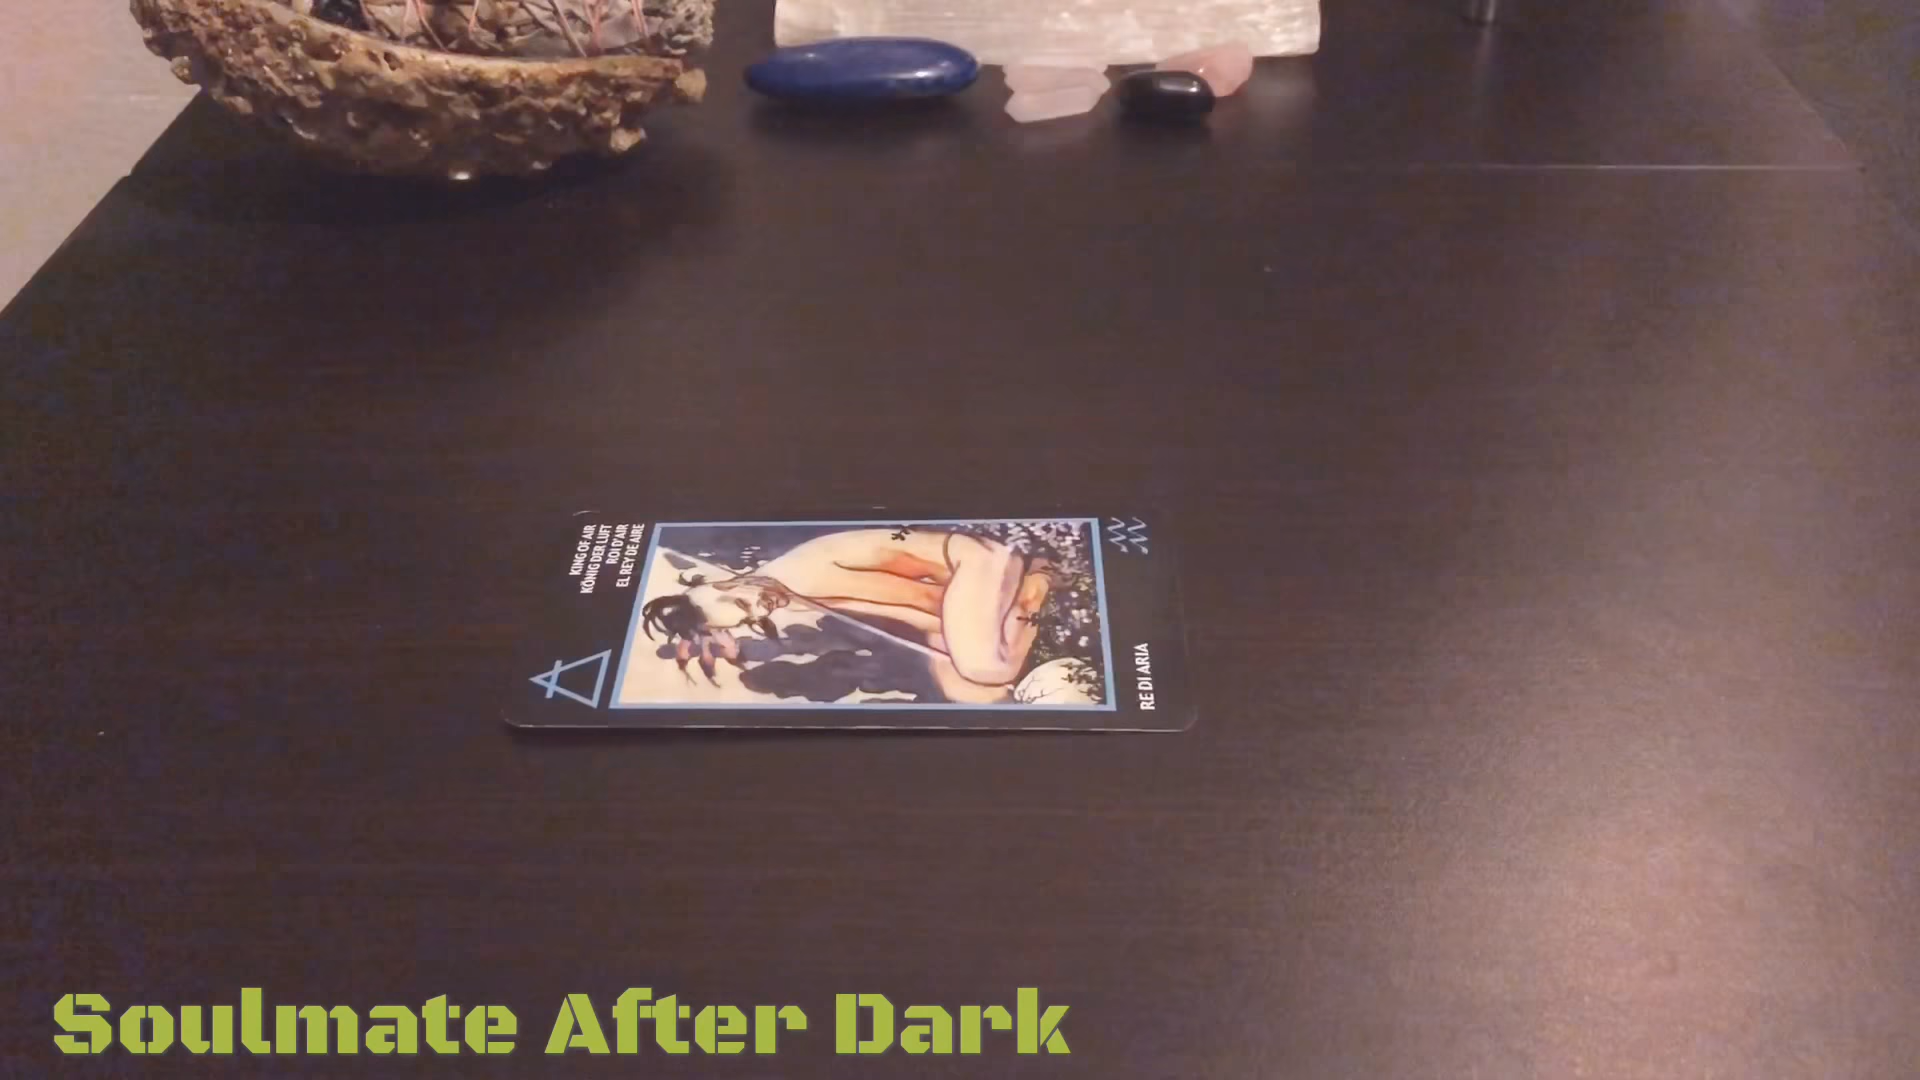 KING OF AIR
KÖNIG DER LUFT
ROI D'AIR
EL REY DE AIRE
RE DI ARIA
Soulmate After Dark